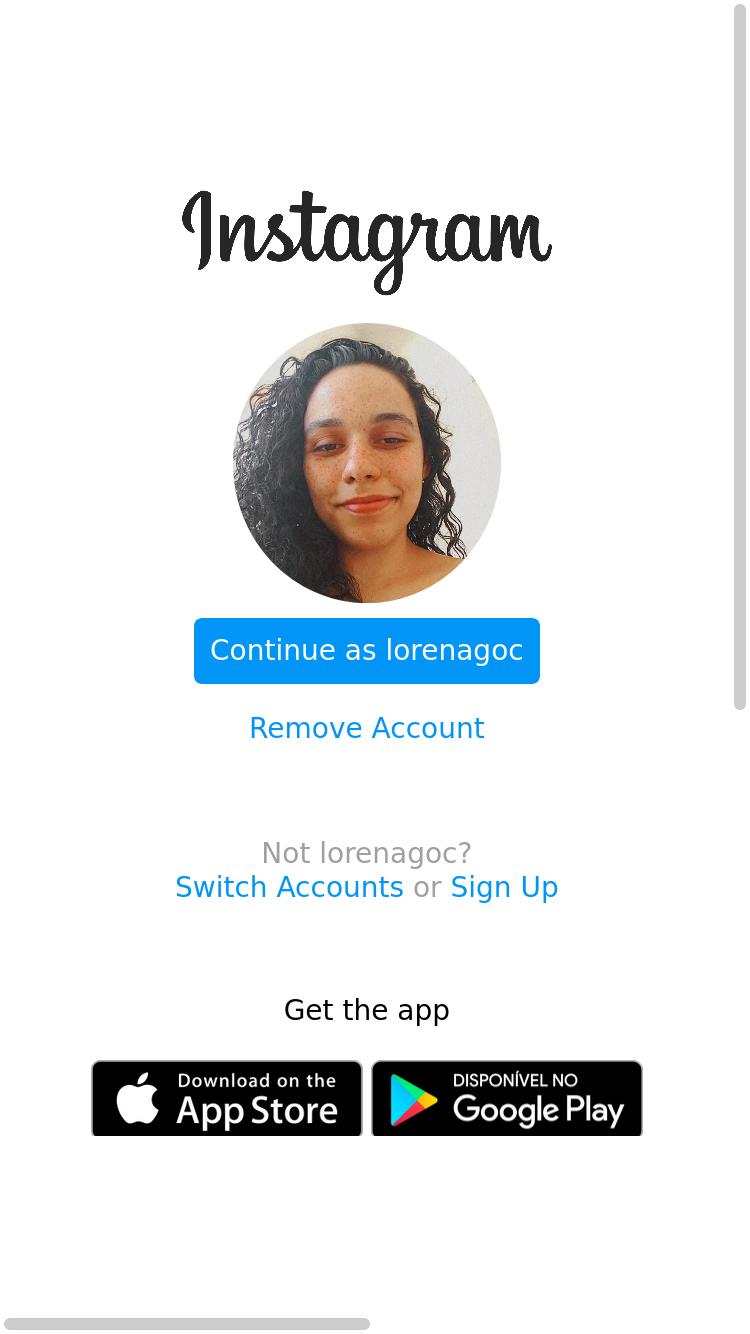 Instagram
Continue as lorenagoc
Remove Account
Not lorenagoc?
Switch Accounts or Sign Up
Get the app
Download on the
App Store
DISPONÍVEL NO
Google Play